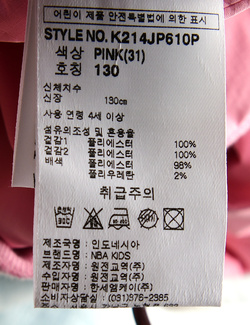 어린이 제품 안전특별법에 의한 표시
STYLE NO. K214JP610P
색상 PINK(31)
호칭 130
신체치수
신장 130cm
사용 연령 4세 이상
섬유의조성 및 혼용율
겉감1 폴리에스터 100%
겉감2 폴리에스터 100%
배색 폴리에스터 98%
폴리우레탄 2%
취급주의
제조국명 : 인도네시아
브랜드명 : NBA KIDS
제조자명 : 원전교역(주)
수입자명 : 원전교역(주)
판매자명 : 한세엠케이(주)
소비자상담실 : (031)378-2385